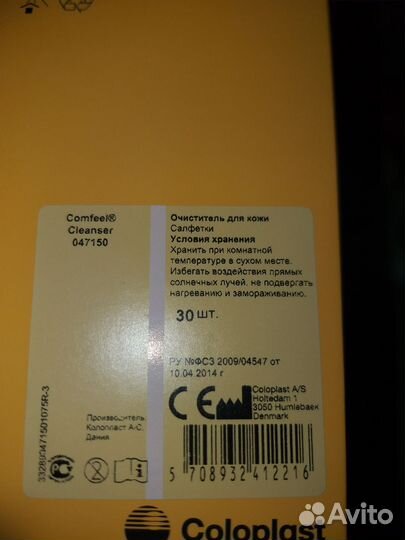 Comfeel®
Cleanser
047150
Очиститель для кожи
Салфетки
Условия хранения
Хранить при комнатной
температуре в сухом месте.
Избегать воздействия прямых
солнечных лучей, не подвергать
нагреванию и замораживанию.
30 шт.
РУ №ФСЗ 2009/04547 от
10.04.2014 г
Производитель:
Колопласт А/С,
Дания
CE
Coloplast A/S
Holtedam 1
3050 Humlebaek
Denmark
5 708932 412216
Coloplast
Avito